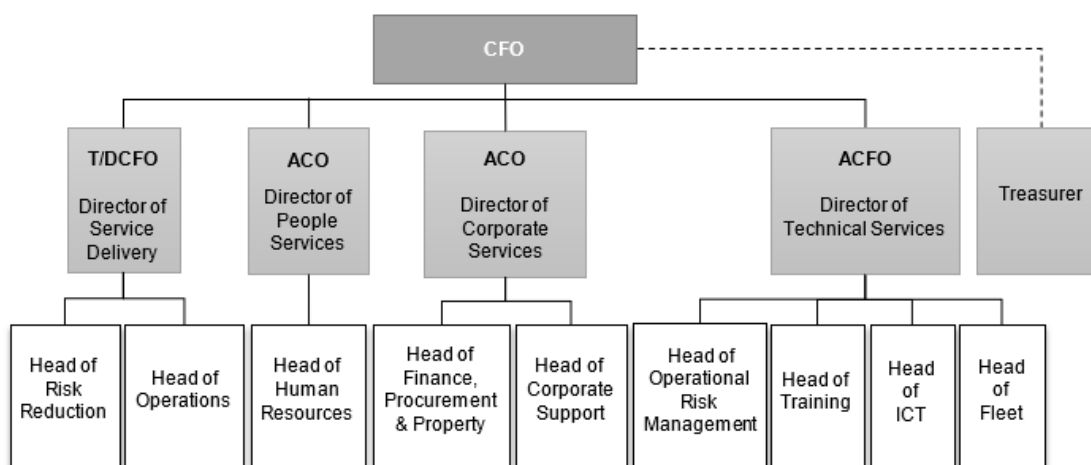 CFO
T/DCFO
Director of
Service
Delivery
ACO
Director of
People
Services
ACO
Director of
Corporate
Services
ACFO
Director of
Technical Services
Treasurer
Head of
Risk
Reduction
Head of
Operations
Head of
Human
Resources
Head of
Finance,
Procurement
& Property
Head of
Corporate
Support
Head of
Operational
Risk
Management
Head of
Training
Head
of
ICT
Head
of
Fleet